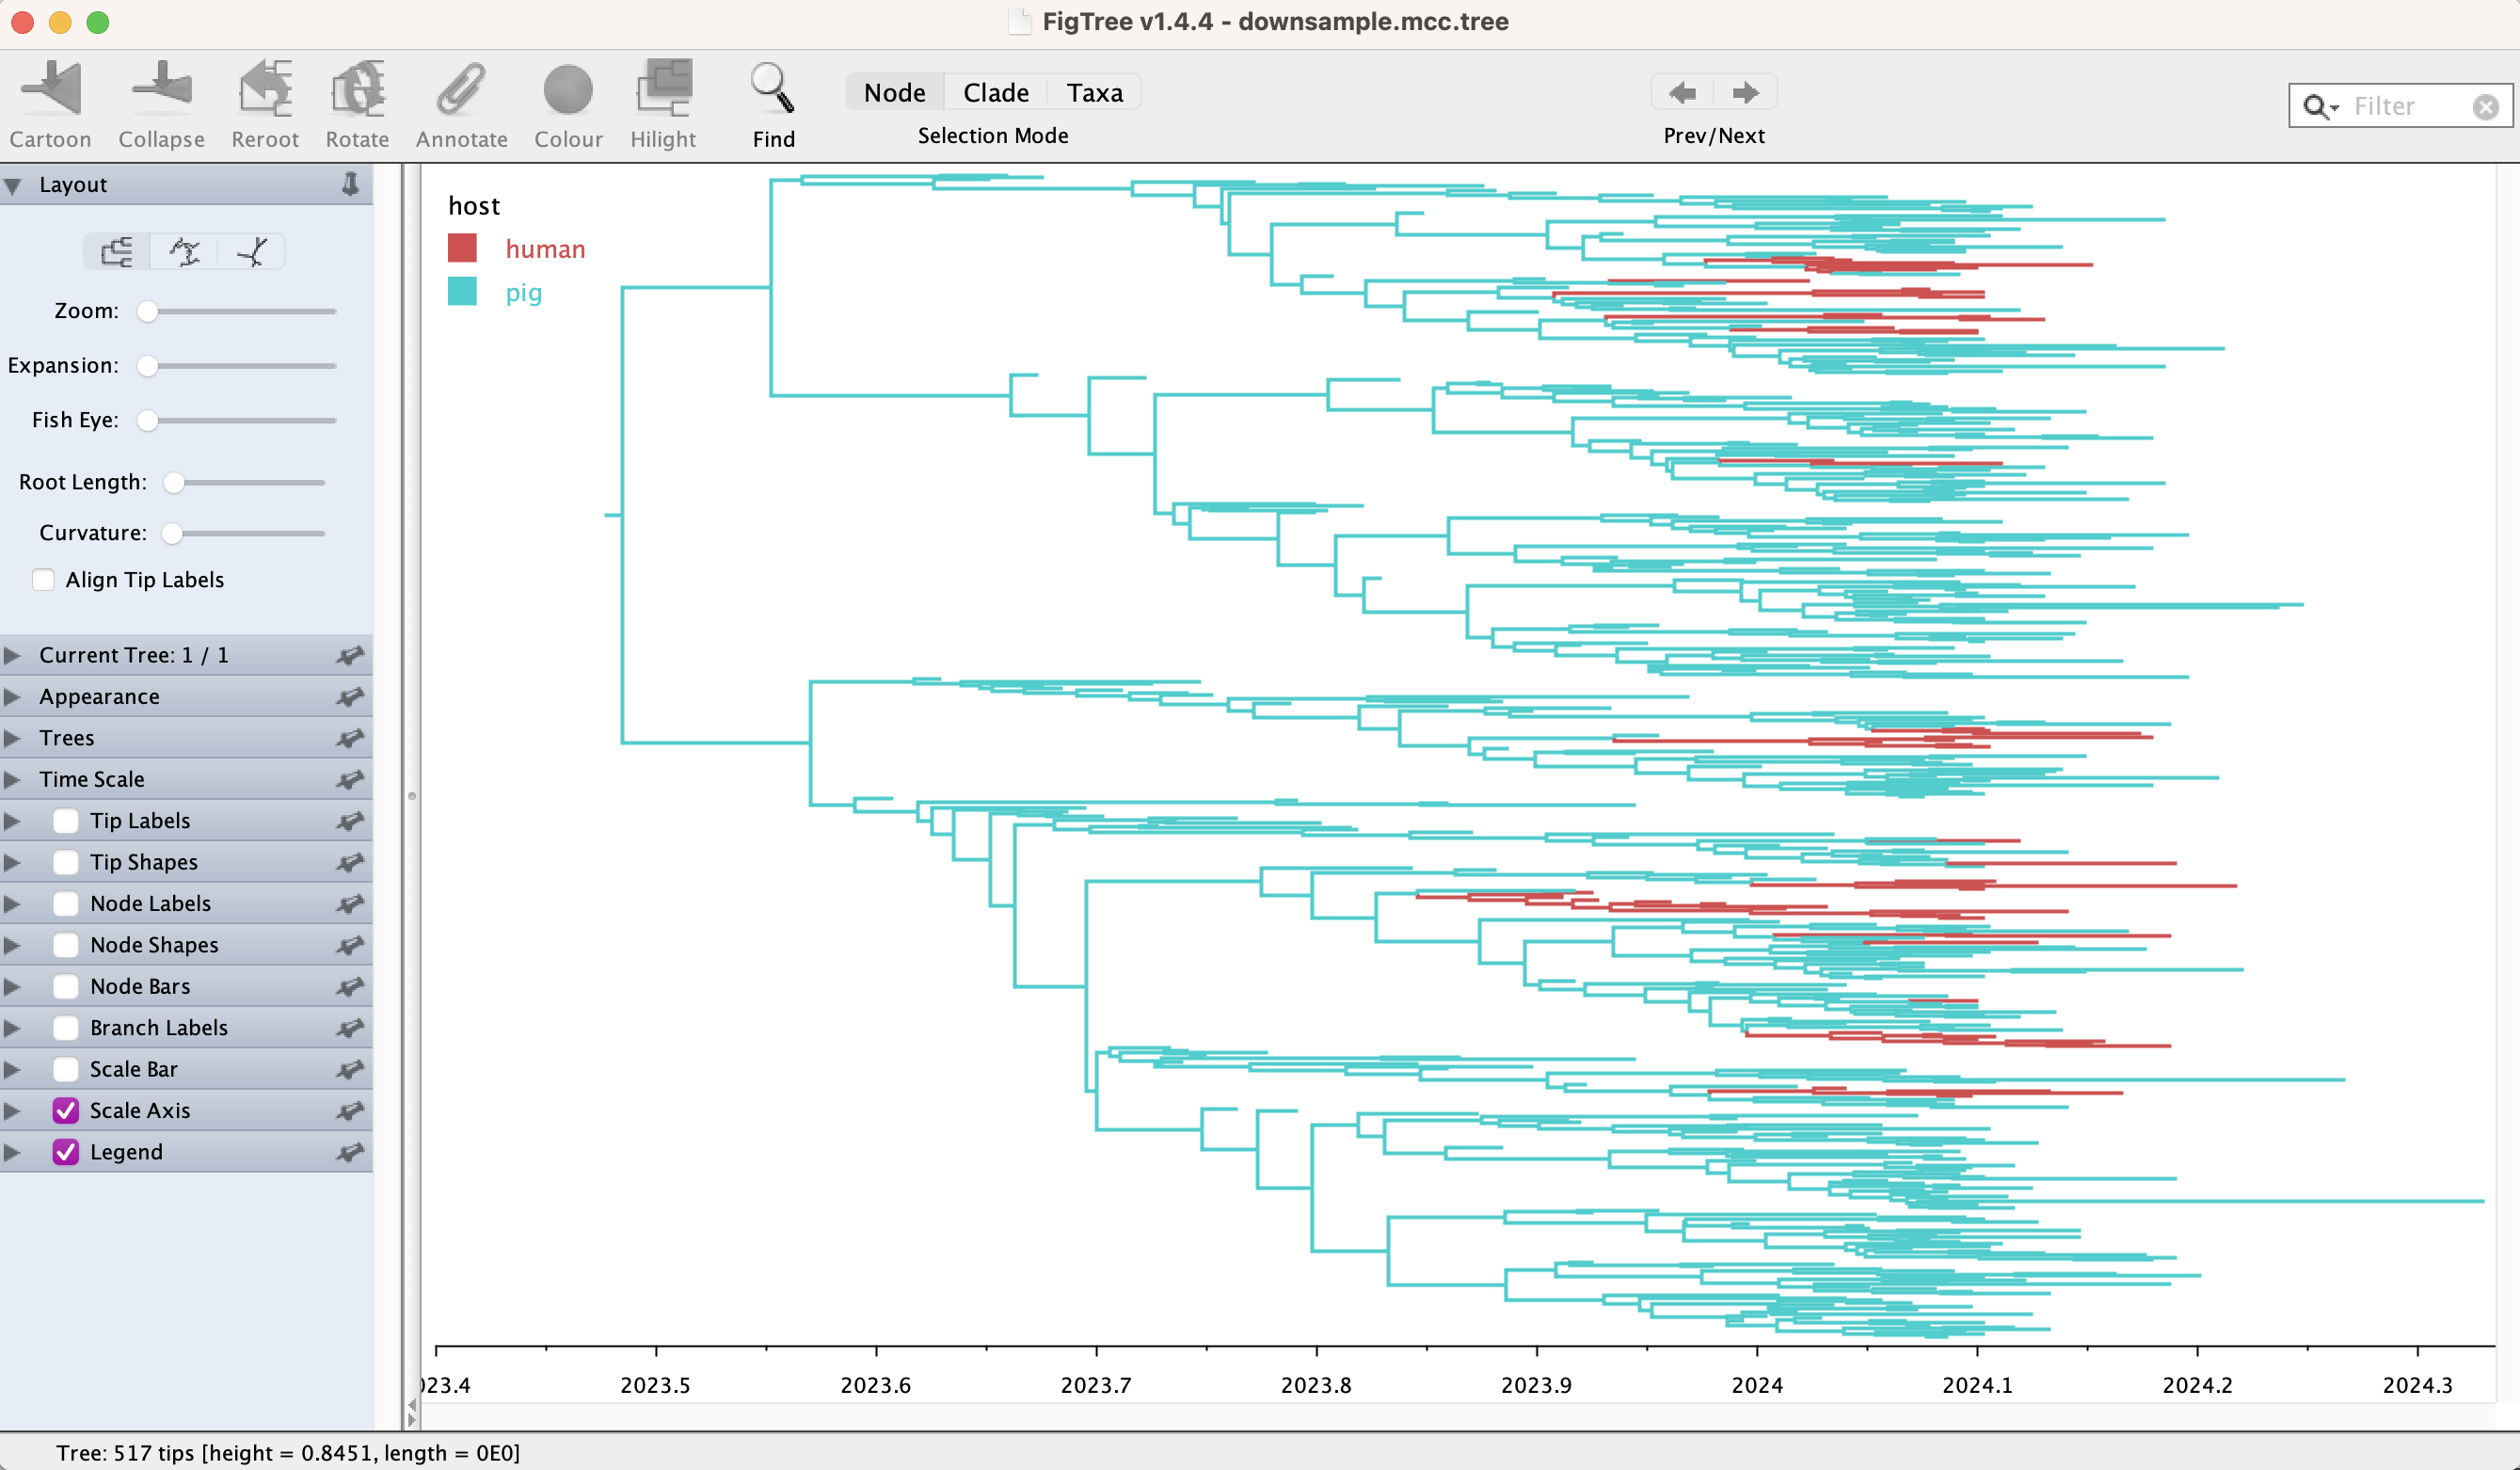 FigTree v1.4.4 - downsample.mcc.tree
Cartoon Collapse Reroot Rotate Annotate Colour Hilight Find
Node Clade Taxa
Selection Mode
Prev/Next
Filter
Layout
Zoom:
Expansion:
Fish Eye:
Root Length:
Curvature:
Align Tip Labels
Current Tree: 1 / 1
Appearance
Trees
Time Scale
Tip Labels
Tip Shapes
Node Labels
Node Shapes
Node Bars
Branch Labels
Scale Bar
Scale Axis
Legend
host
human
pig
23.4 2023.5 2023.6 2023.7 2023.8 2023.9 2024 2024.1 2024.2 2024.3
Tree: 517 tips [height = 0.8451, length = 0E0]